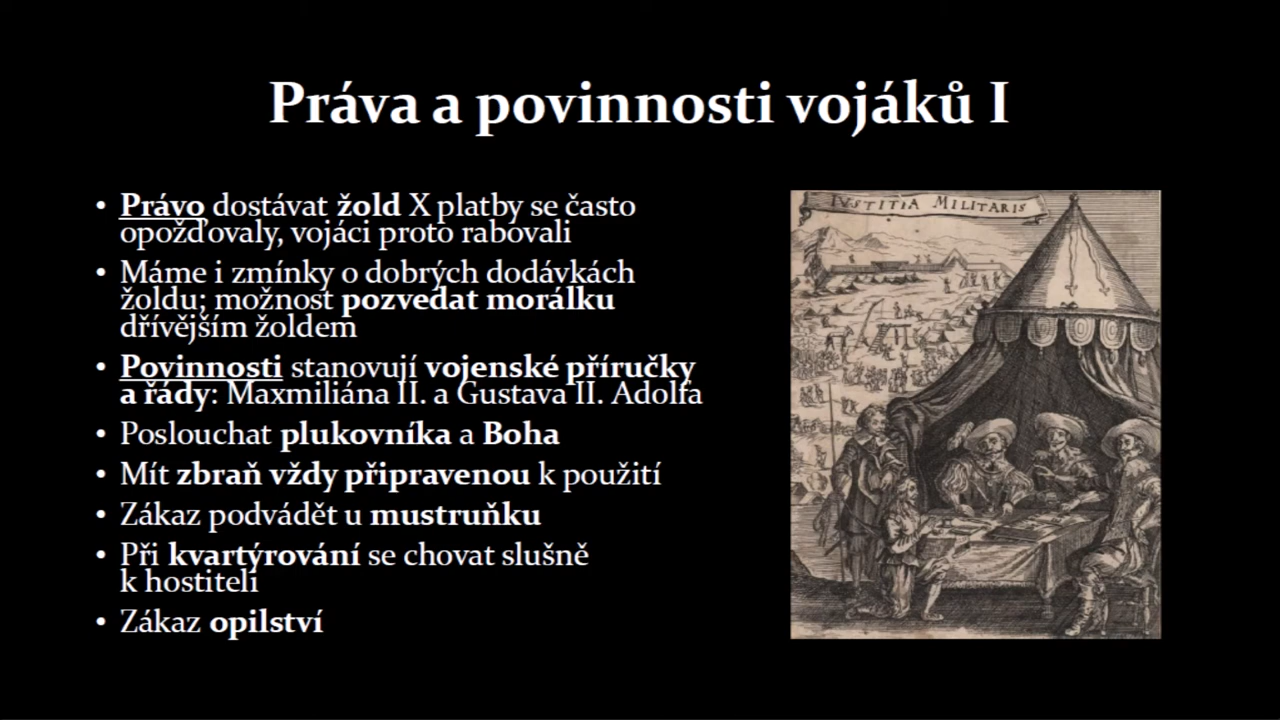 Práva a povinnosti vojáků I
• Právo dostávat žold X platby se často
opožďovaly, vojáci proto rabovali
• Máme i zmínky o dobrých dodávkách
žoldu; možnost pozvedat morálku
dřívějším žoldem
• Povinnosti stanovují vojenské příručky
a řády: Maxmiliána II. a Gustava II. Adolfa
• Poslouchat plukovníka a Boha
• Mít zbraň vždy připravenou k použití
• Zákaz podvádět u mustruňku
• Při kvartýrování se chovat slušně
k hostiteli
• Zákaz opilství
IVSTITIA MILITARIS